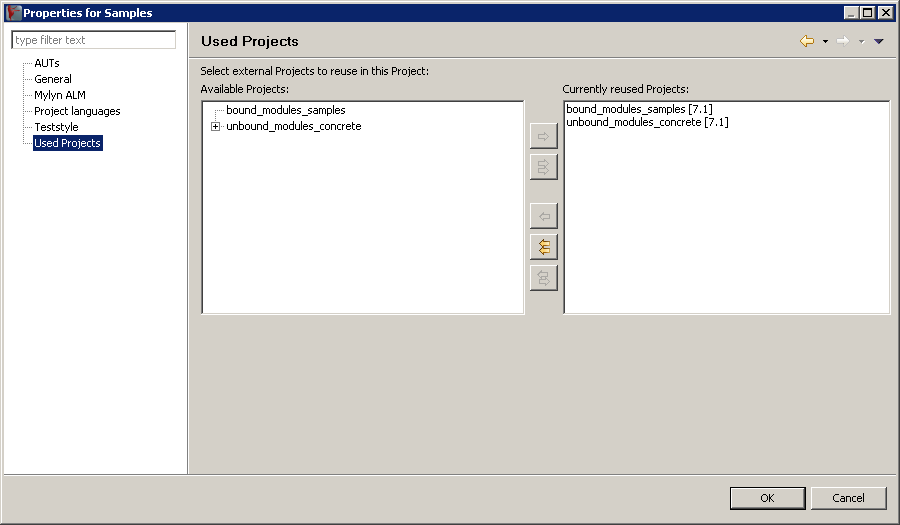 Properties for Samples
type filter text
AUTs
General
Mylyn ALM
Project languages
Teststyle
Used Projects
Used Projects
Select external Projects to reuse in this Project:
Available Projects:
bound_modules_samples
unbound_modules_concrete
Currently reused Projects:
bound_modules_samples [7.1]
unbound_modules_concrete [7.1]
OK
Cancel